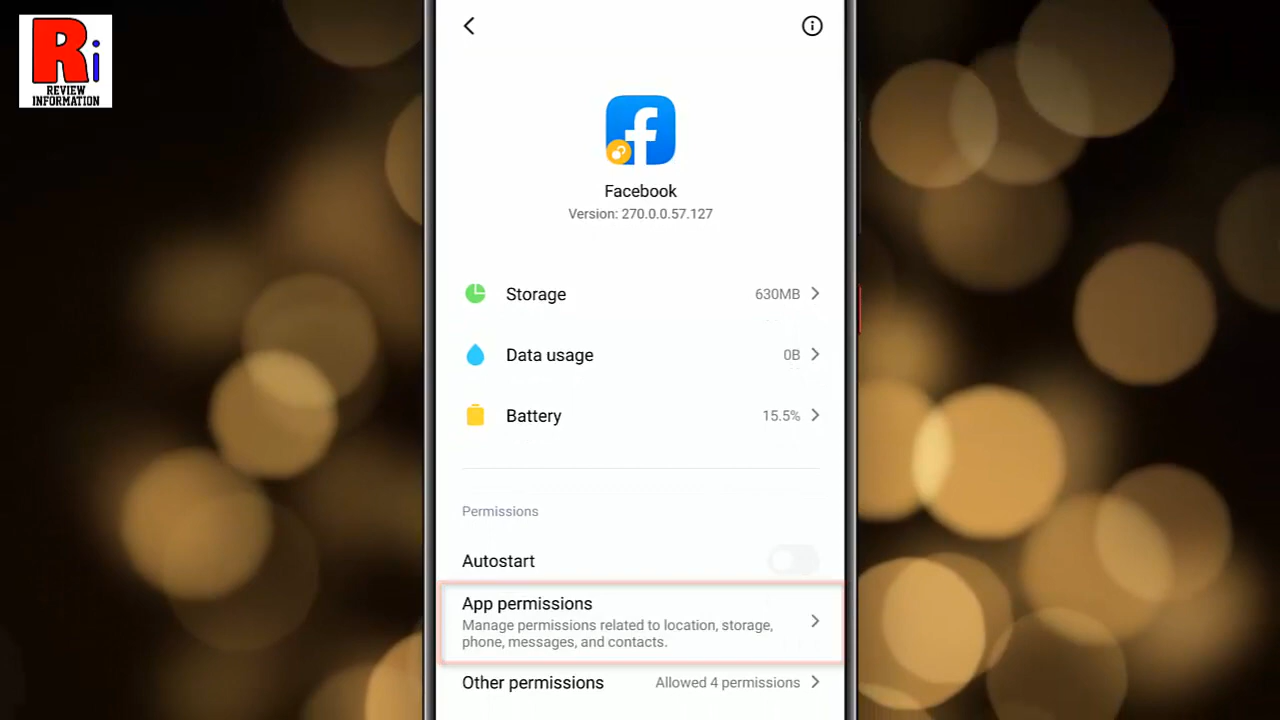 Ri
REVIEW
INFORMATION
Facebook
Version: 270.0.0.57.127
Storage 630MB
Data usage 0B
Battery 15.5%
Permissions
Autostart
App permissions
Manage permissions related to location, storage,
phone, messages, and contacts.
Other permissions Allowed 4 permissions